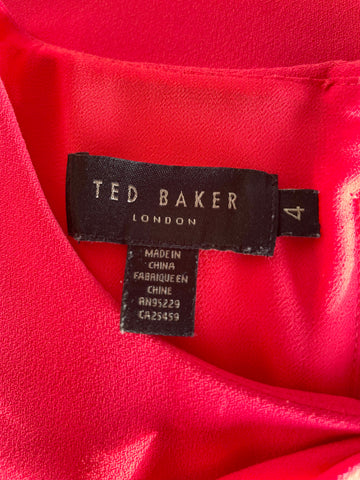 TED BAKER
LONDON
4
MADE IN
CHINA
FABRIQUE EN
CHINE
RN95229
CA25459